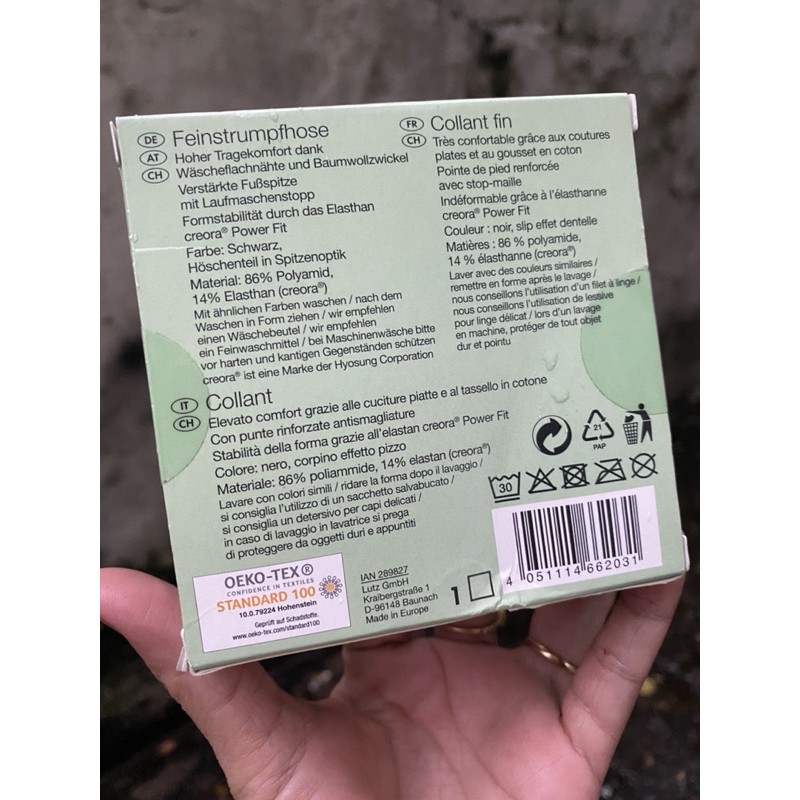 DE Feinstrumpfhose
AT Hoher Tragekomfort dank
CH Wäscheflachnähte und Baumwollzwickel
Verstärkte Fußspitze
mit Laufmaschenstopp
Formstabilität durch das Elasthan
creora® Power Fit
Farbe: Schwarz,
Höschenteil in Spitzenoptik
Material: 86% Polyamid,
14% Elasthan (creora®)
Mit ähnlichen Farben waschen / nach dem
Waschen in Form ziehen / wir empfehlen
einen Wäschebeutel / wir empfehlen
ein Feinwaschmittel / bei Maschinenwäsche bitte
vor harten und kantigen Gegenständen schützen
creora® ist eine Marke der Hyosung Corporation
FR Collant fin
CH Très confortable grâce aux coutures
plates et au gousset en coton
Pointe de pied renforcée
avec stop-maille
Indéformable grâce à l'élasthanne
creora® Power Fit
Couleur : noir, slip effet dentelle
Matières : 86 % polyamide,
14 % élasthanne (creora®)
Laver avec des couleurs similaires /
remettre en forme après le lavage /
nous conseillons l'utilisation d'un filet à linge /
nous conseillons l'utilisation de lessive
pour linge délicat / lors d'un lavage
en machine, protéger de tout objet
dur et pointu
IT Collant
CH Elevato comfort grazie alle cuciture piatte e al tassello in cotone
Con punte rinforzate antismagliature
Stabilità della forma grazie all'elastan creora® Power Fit
Colore: nero, corpino effetto pizzo
Materiale: 86% poliammide, 14% elastan (creora®)
Lavare con colori simili / ridare la forma dopo il lavaggio /
si consiglia l'utilizzo di un sacchetto salvabucato /
si consiglia un detersivo per capi delicati /
in caso di lavaggio in lavatrice si prega
di proteggere da oggetti duri e appuntiti
21
PAP
30
OEKO-TEX®
CONFIDENCE IN TEXTILES
STANDARD 100
10.0.79224 Hohenstein
Geprüft auf Schadstoffe.
www.oeko-tex.com/standard100
IAN 289827
Lutz GmbH
Kraibergstraße 1
D-96148 Baunach
Made in Europe
1
4 051114 662031